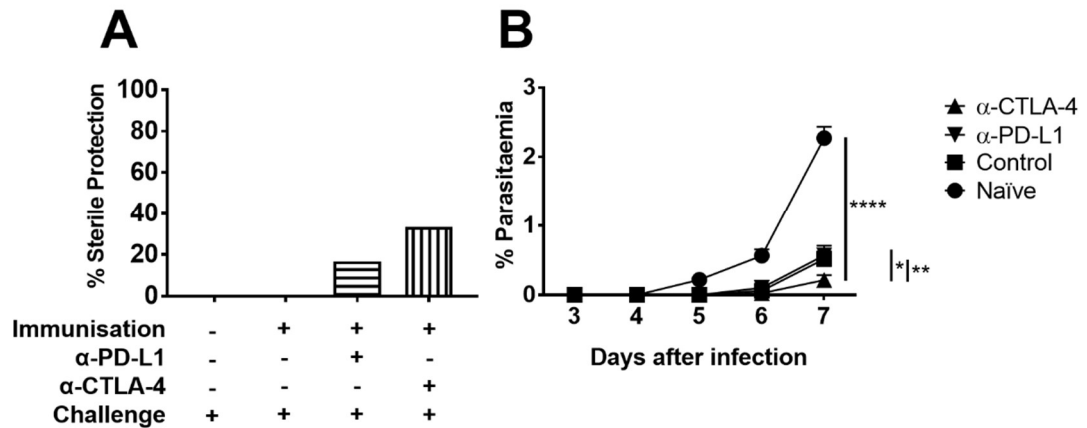 A
% Sterile Protection
100
80
60
40
20
0
Immunisation - + + +
α-PD-L1 - - + -
α-CTLA-4 - - - +
Challenge + + + +
B
% Parasitaemia
3
2
1
0
3 4 5 6 7
Days after infection
****
* **
α-CTLA-4
α-PD-L1
Control
Naïve